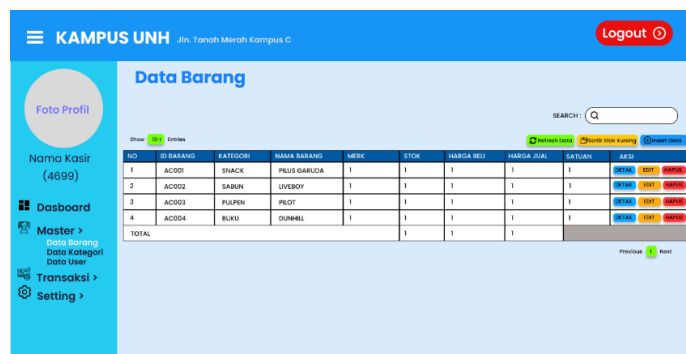 KAMPUS UNH Jln. Tanah Merah Kampus C
Logout
Foto Profil
Nama Kasir
(4699)
Dasboard
Master >
Data Barang
Data Kategori
Data User
Transaksi >
Setting >
Data Barang
SEARCH :
Show 10 > Entries
Refresh Data Sortir Stok Kurang Insert Data
NO ID BARANG KATEGORI NAMA BARANG MERK STOK HARGA BELI HARGA JUAL SATUAN AKSI
1 AC001 SNACK PILUS GARUDA 1 1 1 1 1 DETAIL EDIT HAPUS
2 AC002 SABUN LIVEBOY 1 1 1 1 1 DETAIL EDIT HAPUS
3 AC003 PULPEN PILOT 1 1 1 1 1 DETAIL EDIT HAPUS
4 AC004 BUKU DUNHILL 1 1 1 1 1 DETAIL EDIT HAPUS
TOTAL 1 1 1
Previous 1 Next